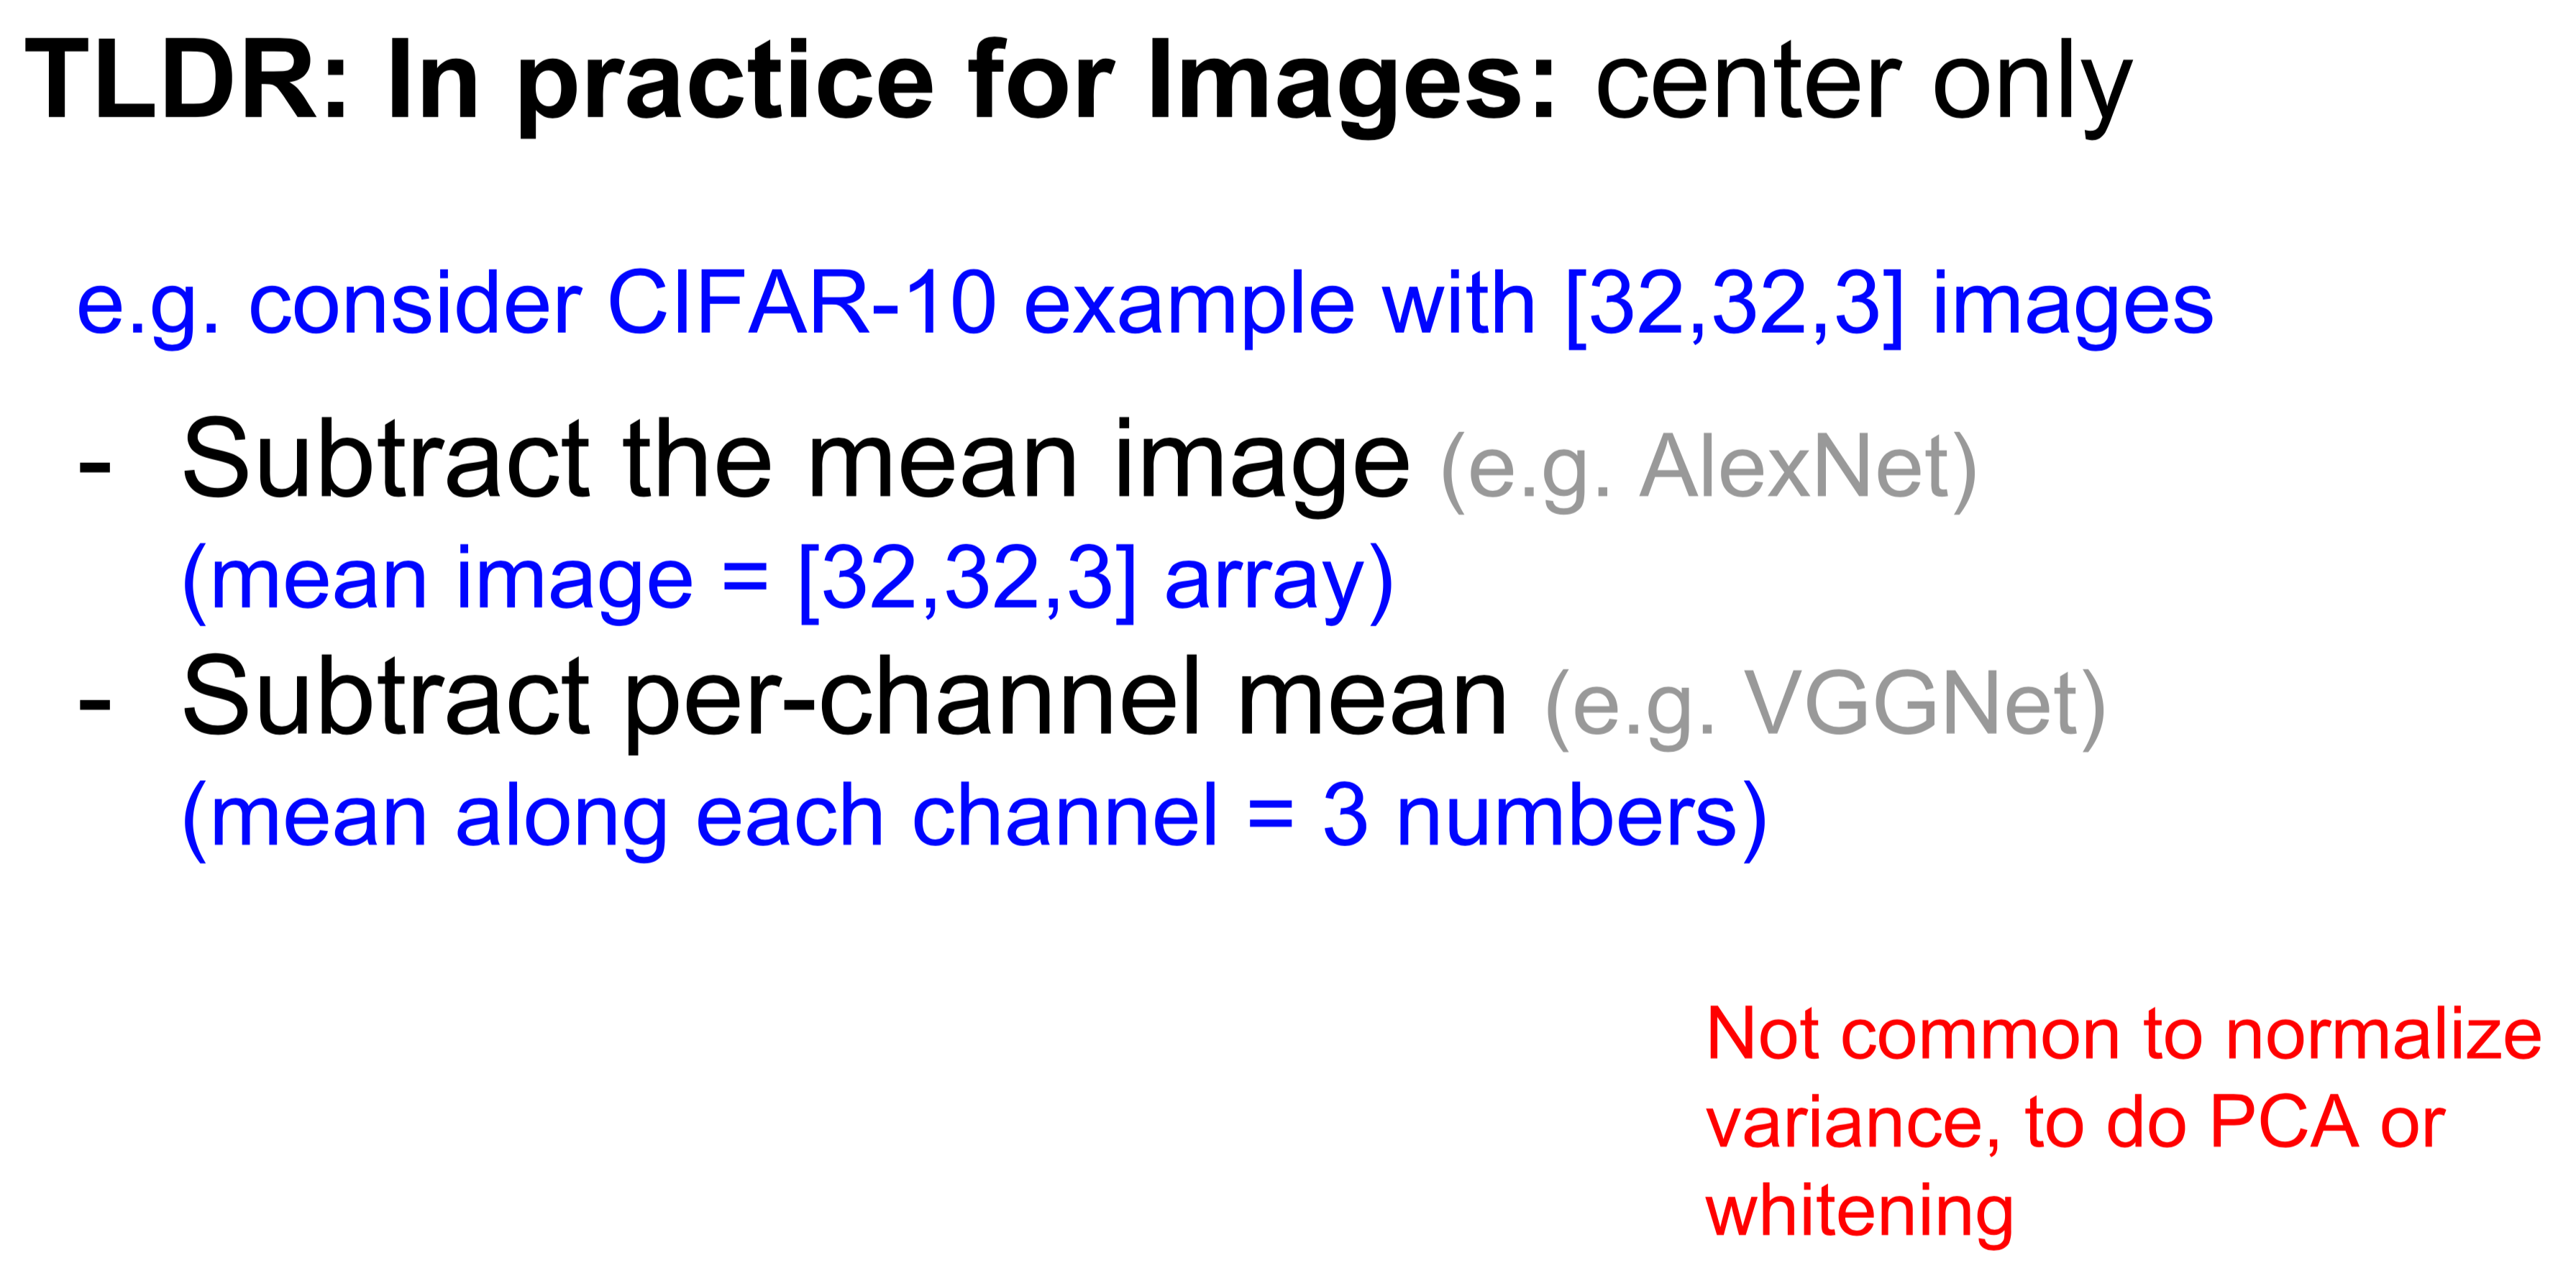 TLDR: In practice for Images: center only
e.g. consider CIFAR-10 example with [32,32,3] images
- Subtract the mean image (e.g. AlexNet)
(mean image = [32,32,3] array)
- Subtract per-channel mean (e.g. VGGNet)
(mean along each channel = 3 numbers)
Not common to normalize
variance, to do PCA or
whitening